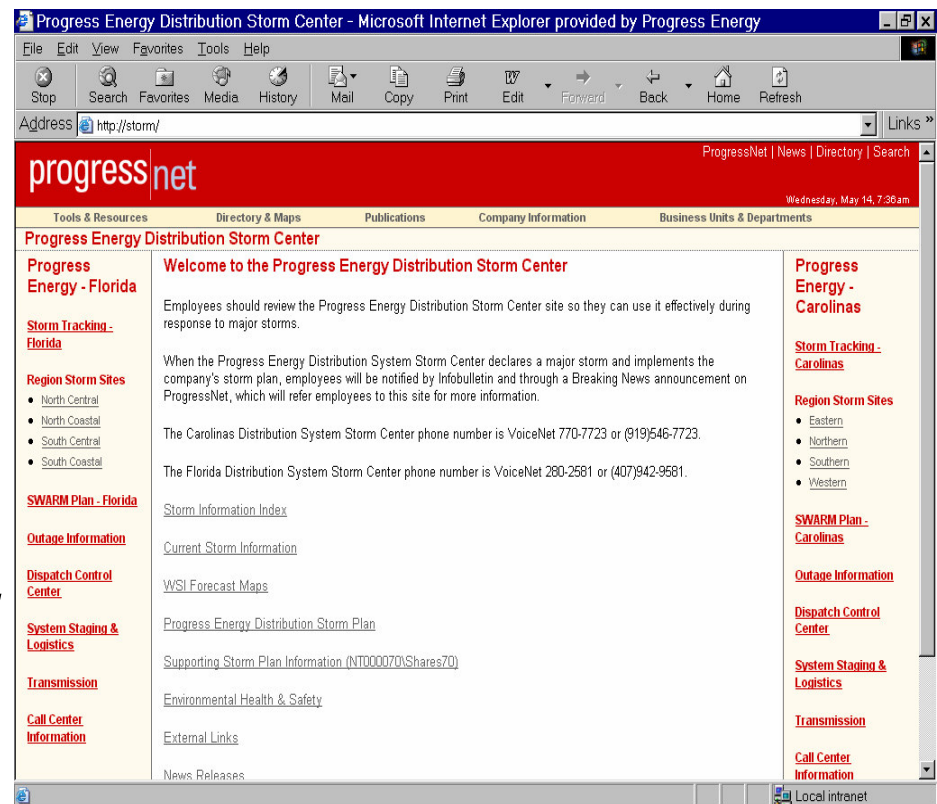 Progress Energy Distribution Storm Center - Microsoft Internet Explorer provided by Progress Energy
File Edit View Favorites Tools Help
Stop Search Favorites Media History Mail Copy Print Edit Forward Back Home Refresh
Address http://storm/ Links »
progress net
ProgressNet | News | Directory | Search
Wednesday, May 14, 7:36am
Tools & Resources Directory & Maps Publications Company Information Business Units & Departments
Progress Energy Distribution Storm Center
Progress
Energy - Florida
Storm Tracking -
Florida
Region Storm Sites
North Central
North Coastal
South Central
South Coastal
SWARM Plan - Florida
Outage Information
Dispatch Control
Center
System Staging &
Logistics
Transmission
Call Center
Information
Welcome to the Progress Energy Distribution Storm Center
Employees should review the Progress Energy Distribution Storm Center site so they can use it effectively during
response to major storms.
When the Progress Energy Distribution System Storm Center declares a major storm and implements the
company's storm plan, employees will be notified by Infobulletin and through a Breaking News announcement on
ProgressNet, which will refer employees to this site for more information.
The Carolinas Distribution System Storm Center phone number is VoiceNet 770-7723 or (919)546-7723.
The Florida Distribution System Storm Center phone number is VoiceNet 280-2581 or (407)942-9581.
Storm Information Index
Current Storm Information
WSI Forecast Maps
Progress Energy Distribution Storm Plan
Supporting Storm Plan Information (NT000070\Shares70)
Environmental Health & Safety
External Links
News Releases
Progress
Energy -
Carolinas
Storm Tracking -
Carolinas
Region Storm Sites
Eastern
Northern
Southern
Western
SWARM Plan -
Carolinas
Outage Information
Dispatch Control
Center
System Staging &
Logistics
Transmission
Call Center
Information
Local intranet